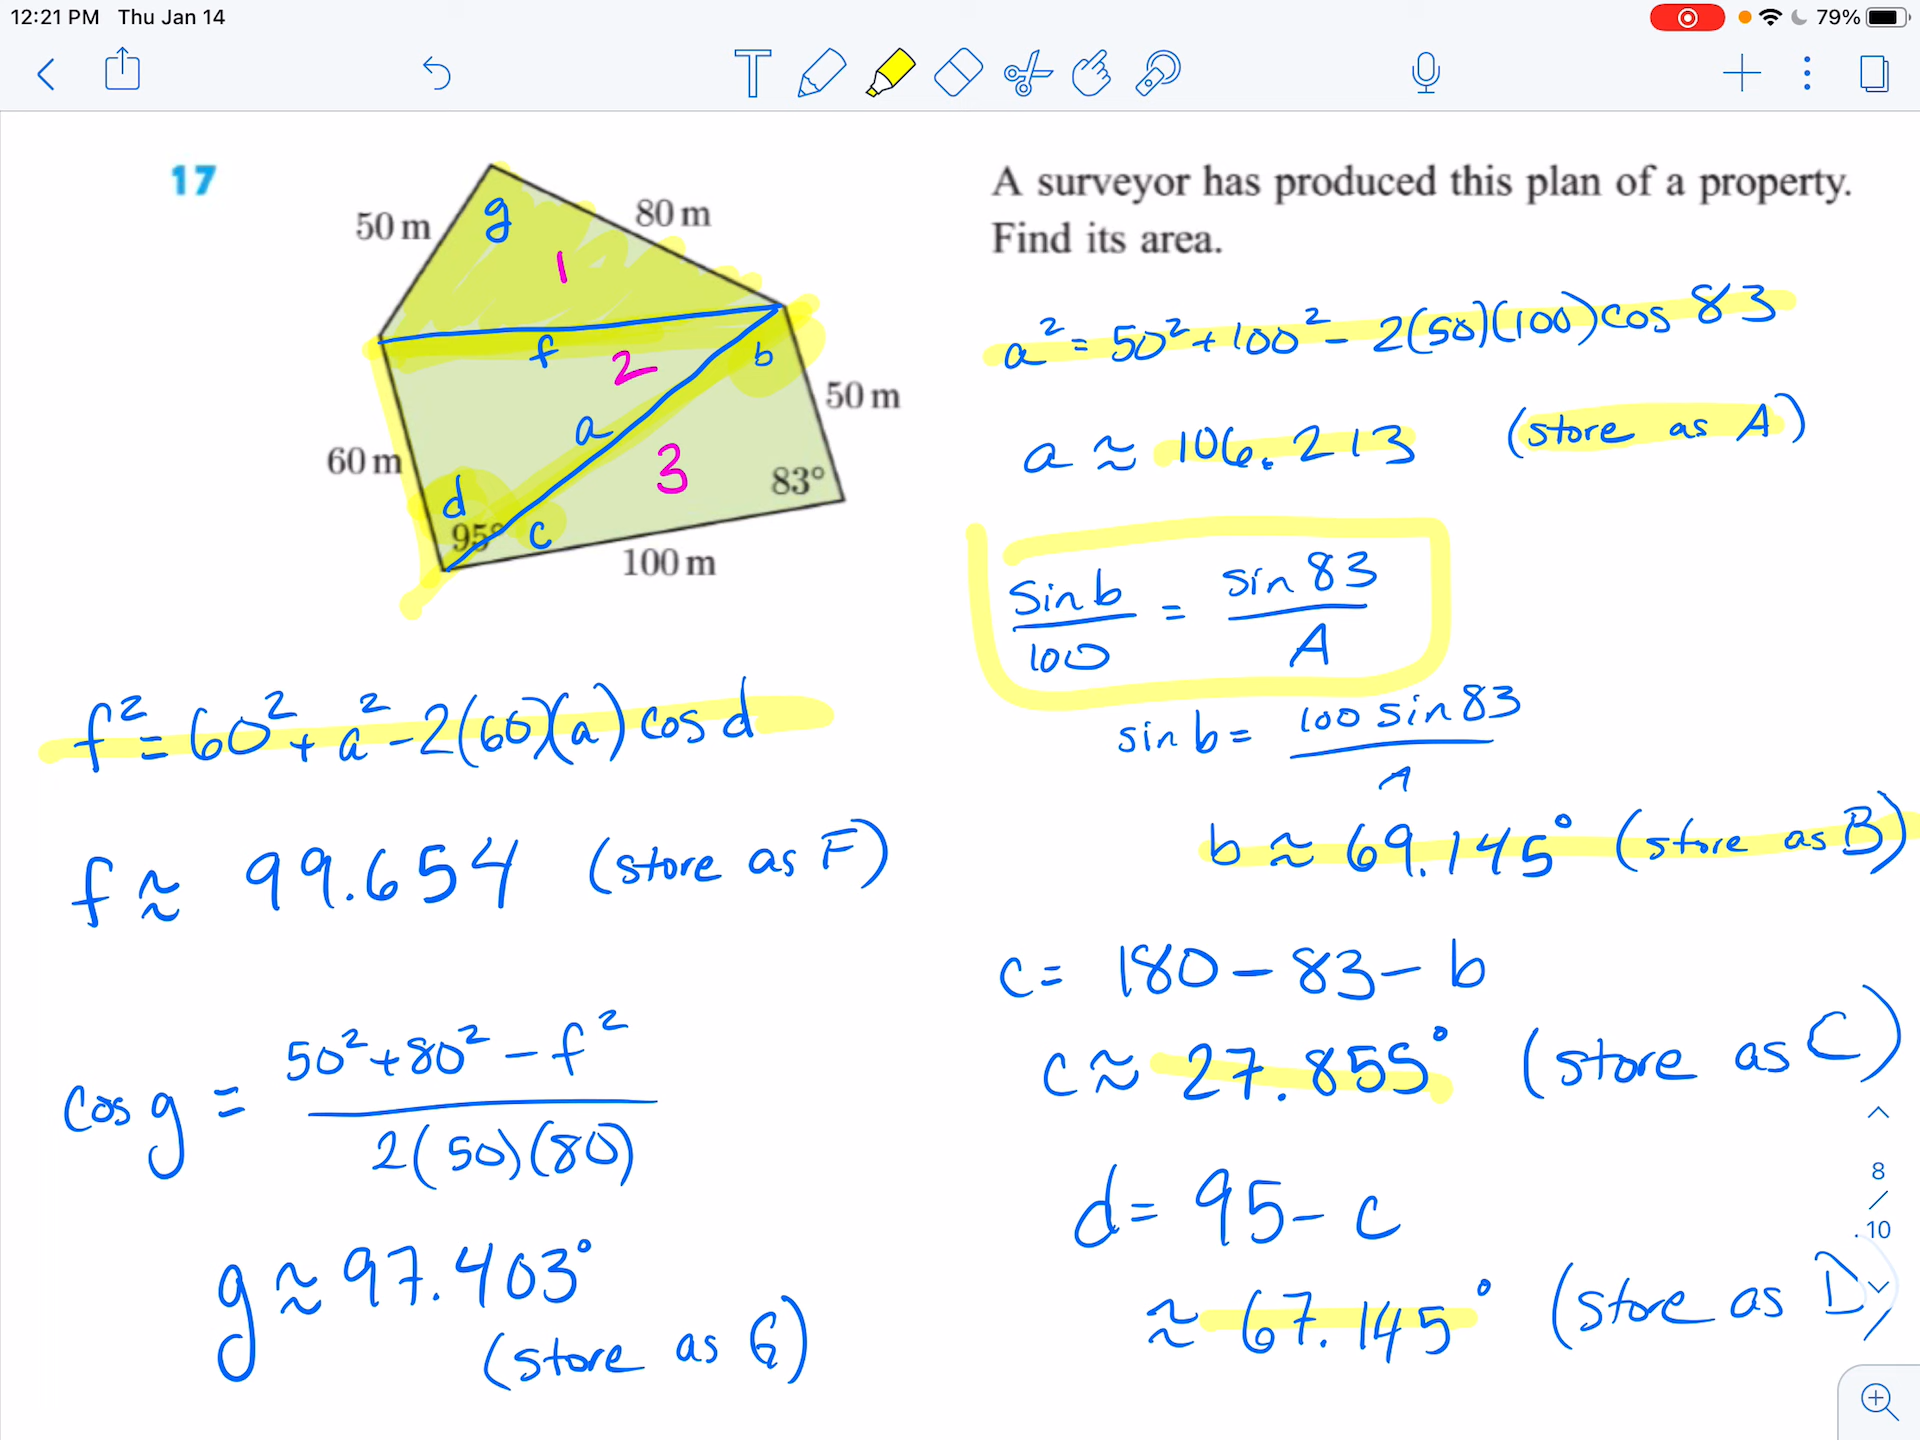 12:21 PM Thu Jan 14
79%
T
17
A surveyor has produced this plan of a property.
Find its area.
50 m
80 m
g
1
f
2
b
a
50 m
60 m
3
83°
d
95°
c
100 m
a² = 50² + 100² - 2(50)(100) cos 83
a ≈ 106.213 (store as A)
sin b / 100 = sin 83 / A
sin b = 100 sin 83 / A
b ≈ 69.145° (store as B)
c = 180 - 83 - b
c ≈ 27.855° (store as C)
d = 95 - c
≈ 67.145° (store as D)
f² = 60² + a² - 2(60)(a) cos d
f ≈ 99.654 (store as F)
cos g = 50² + 80² - f² / 2(50)(80)
g ≈ 97.403°
(store as G)
8
/
10